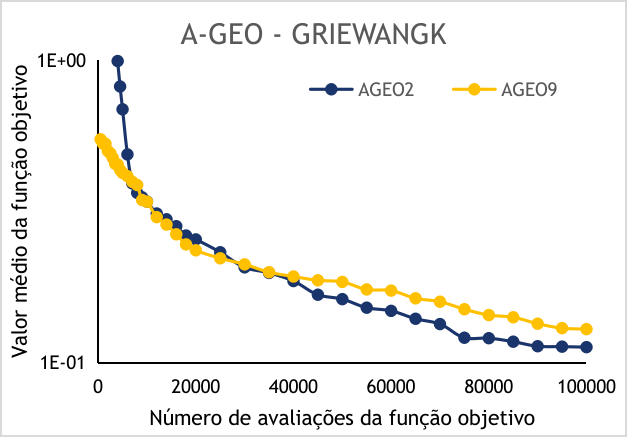 A-GEO - GRIEWANGK
1E+00
AGEO2
AGEO9
Valor médio da função objetivo
1E-01
0
20000
40000
60000
80000
100000
Número de avaliações da função objetivo